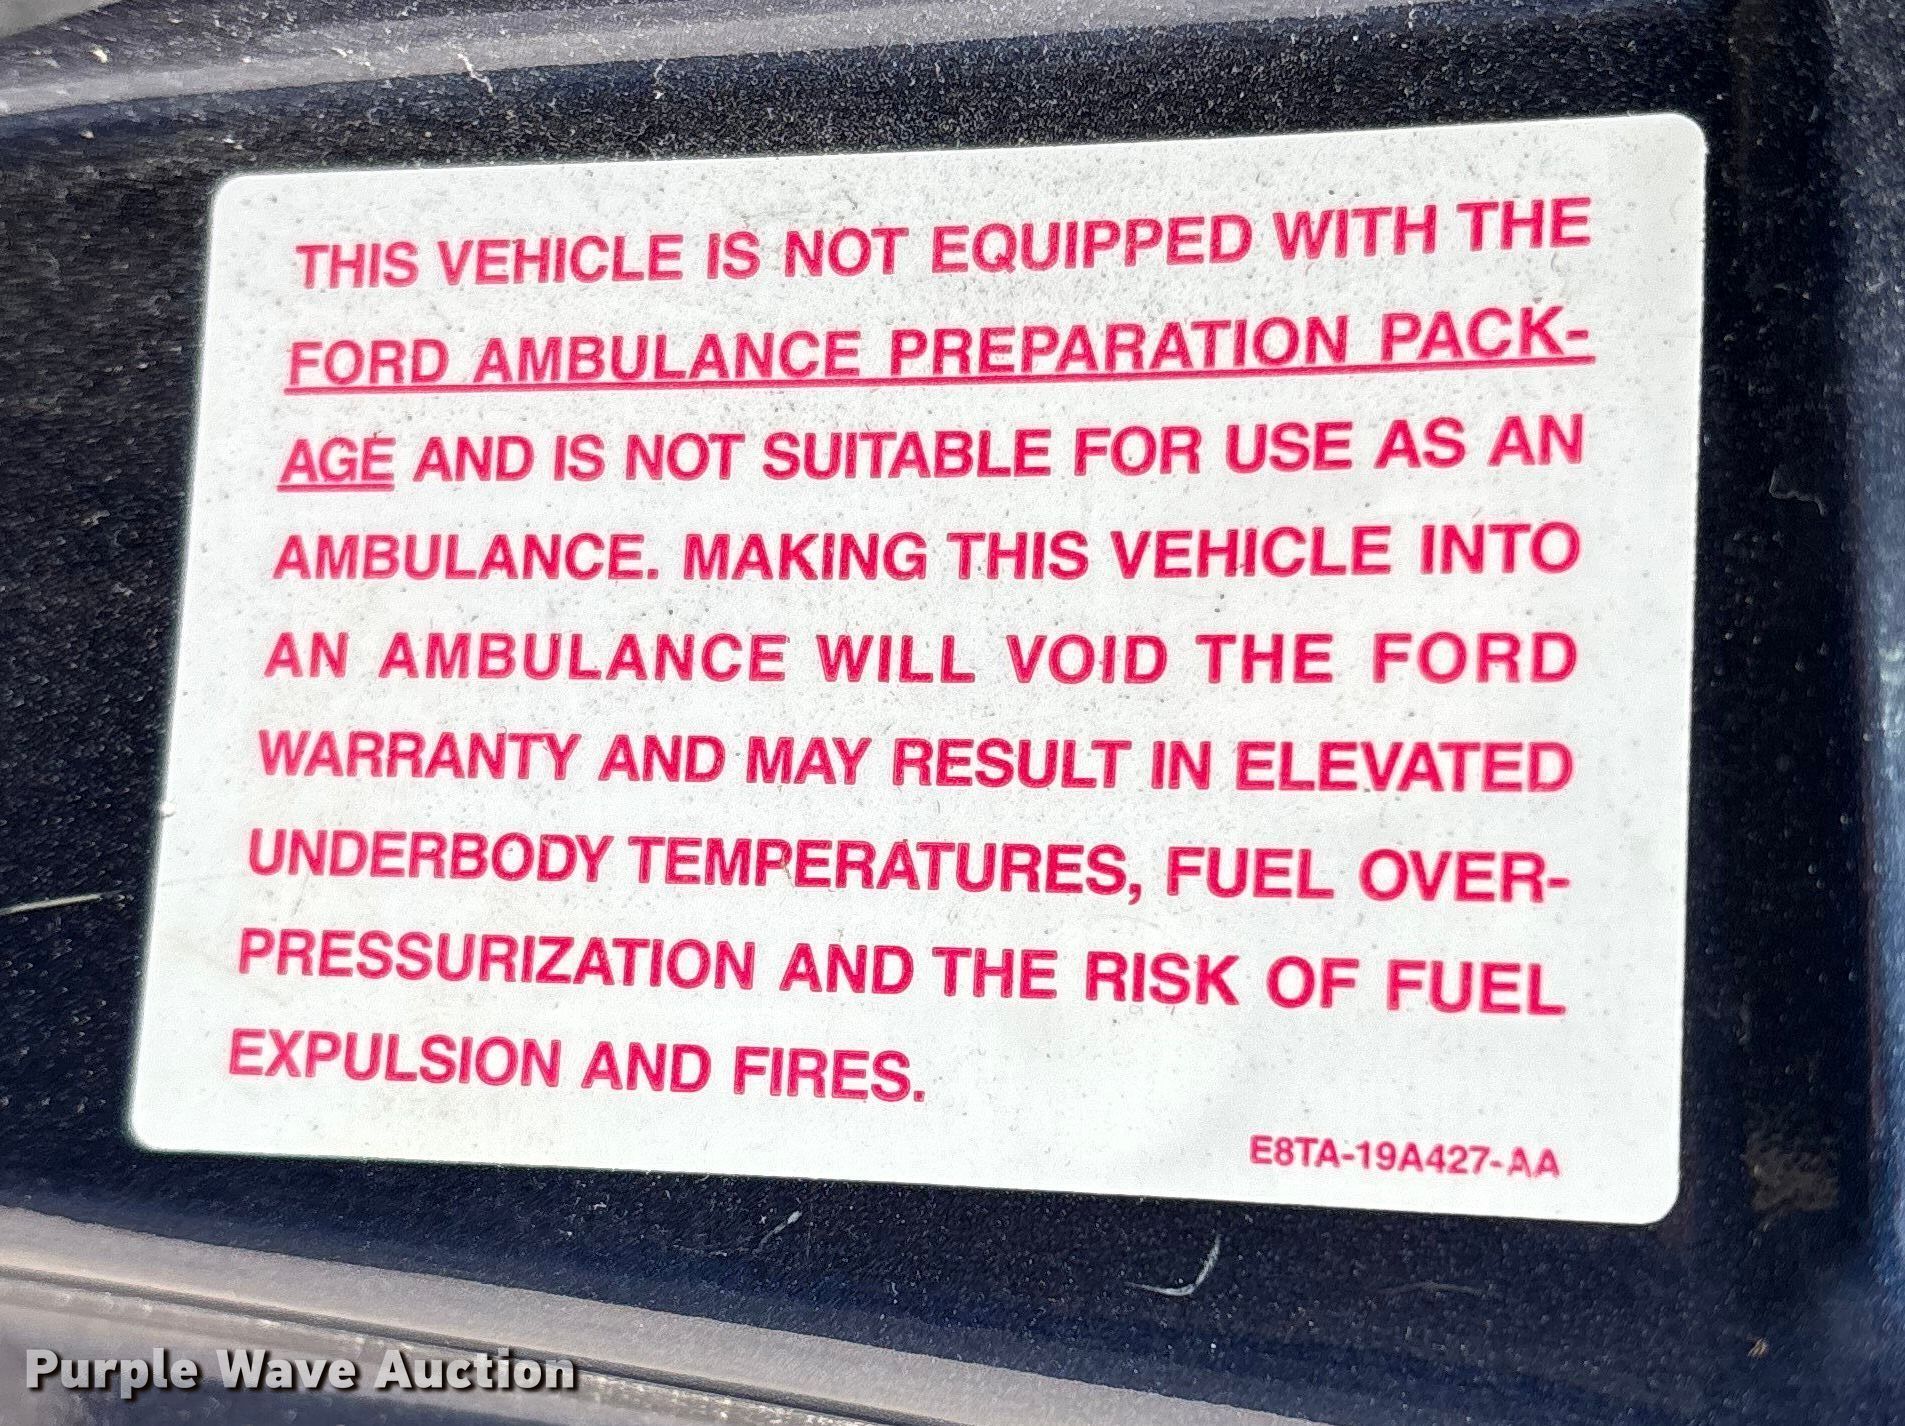 THIS VEHICLE IS NOT EQUIPPED WITH THE
FORD AMBULANCE PREPARATION PACK-
AGE AND IS NOT SUITABLE FOR USE AS AN
AMBULANCE. MAKING THIS VEHICLE INTO
AN AMBULANCE WILL VOID THE FORD
WARRANTY AND MAY RESULT IN ELEVATED
UNDERBODY TEMPERATURES, FUEL OVER-
PRESSURIZATION AND THE RISK OF FUEL
EXPULSION AND FIRES.
E8TA-19A427-AA
Purple Wave Auction